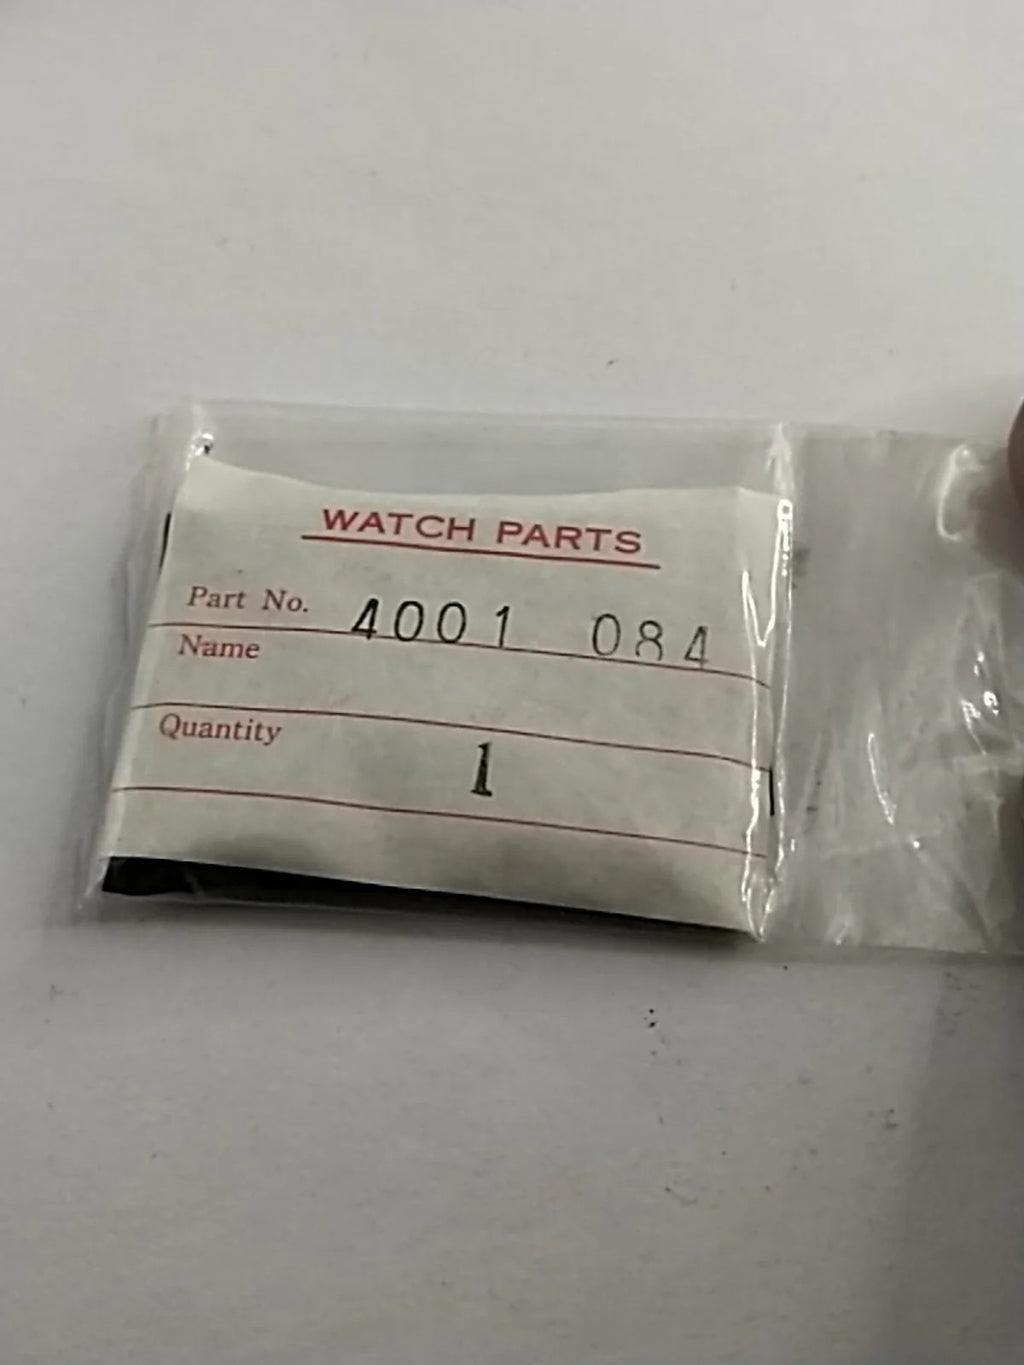 WATCH PARTS
Part No. 4001 084
Name
Quantity 1